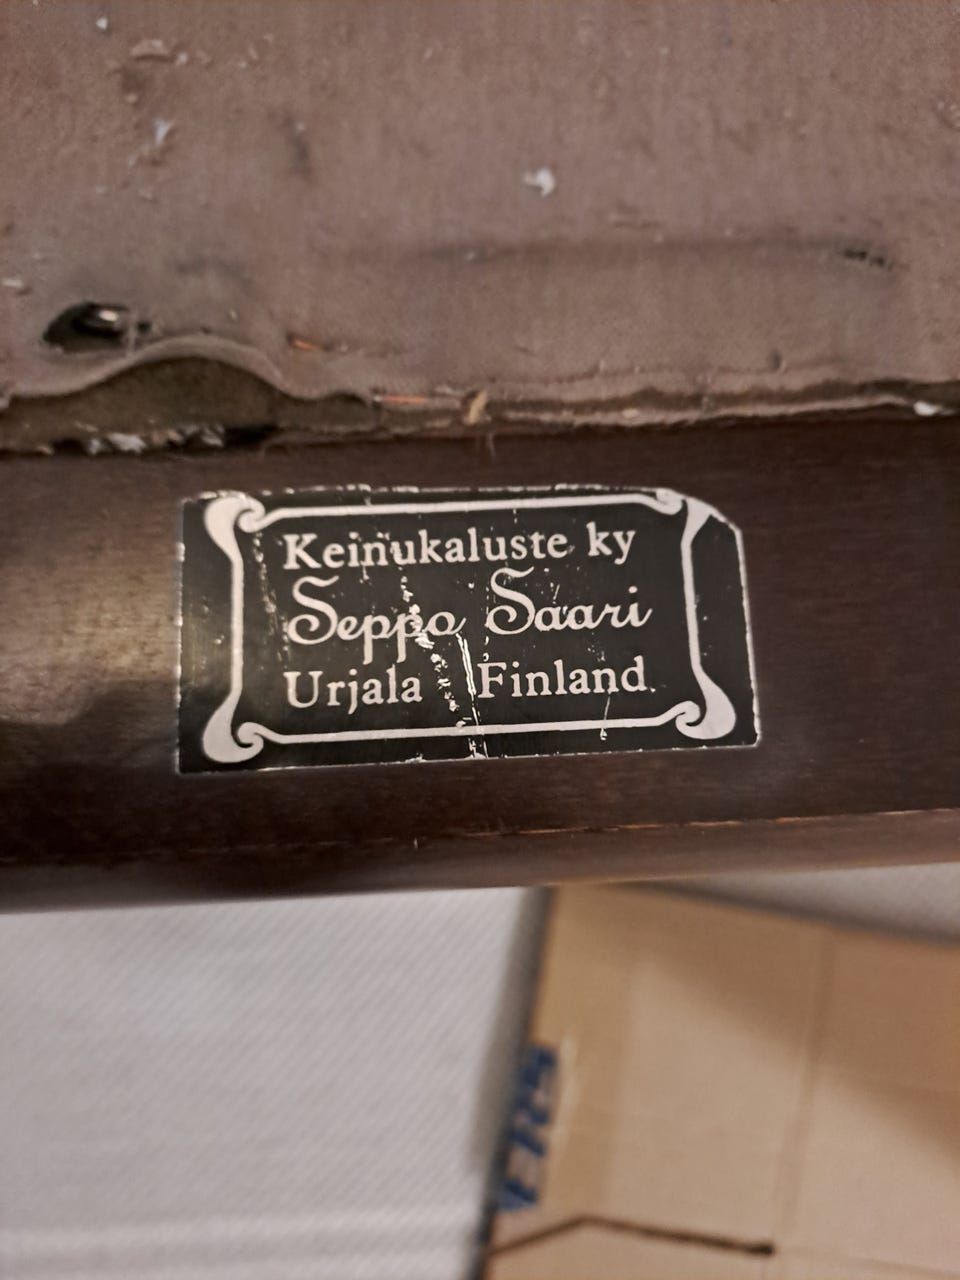 Keinukaluste ky
Seppo Saari
Urjala Finland